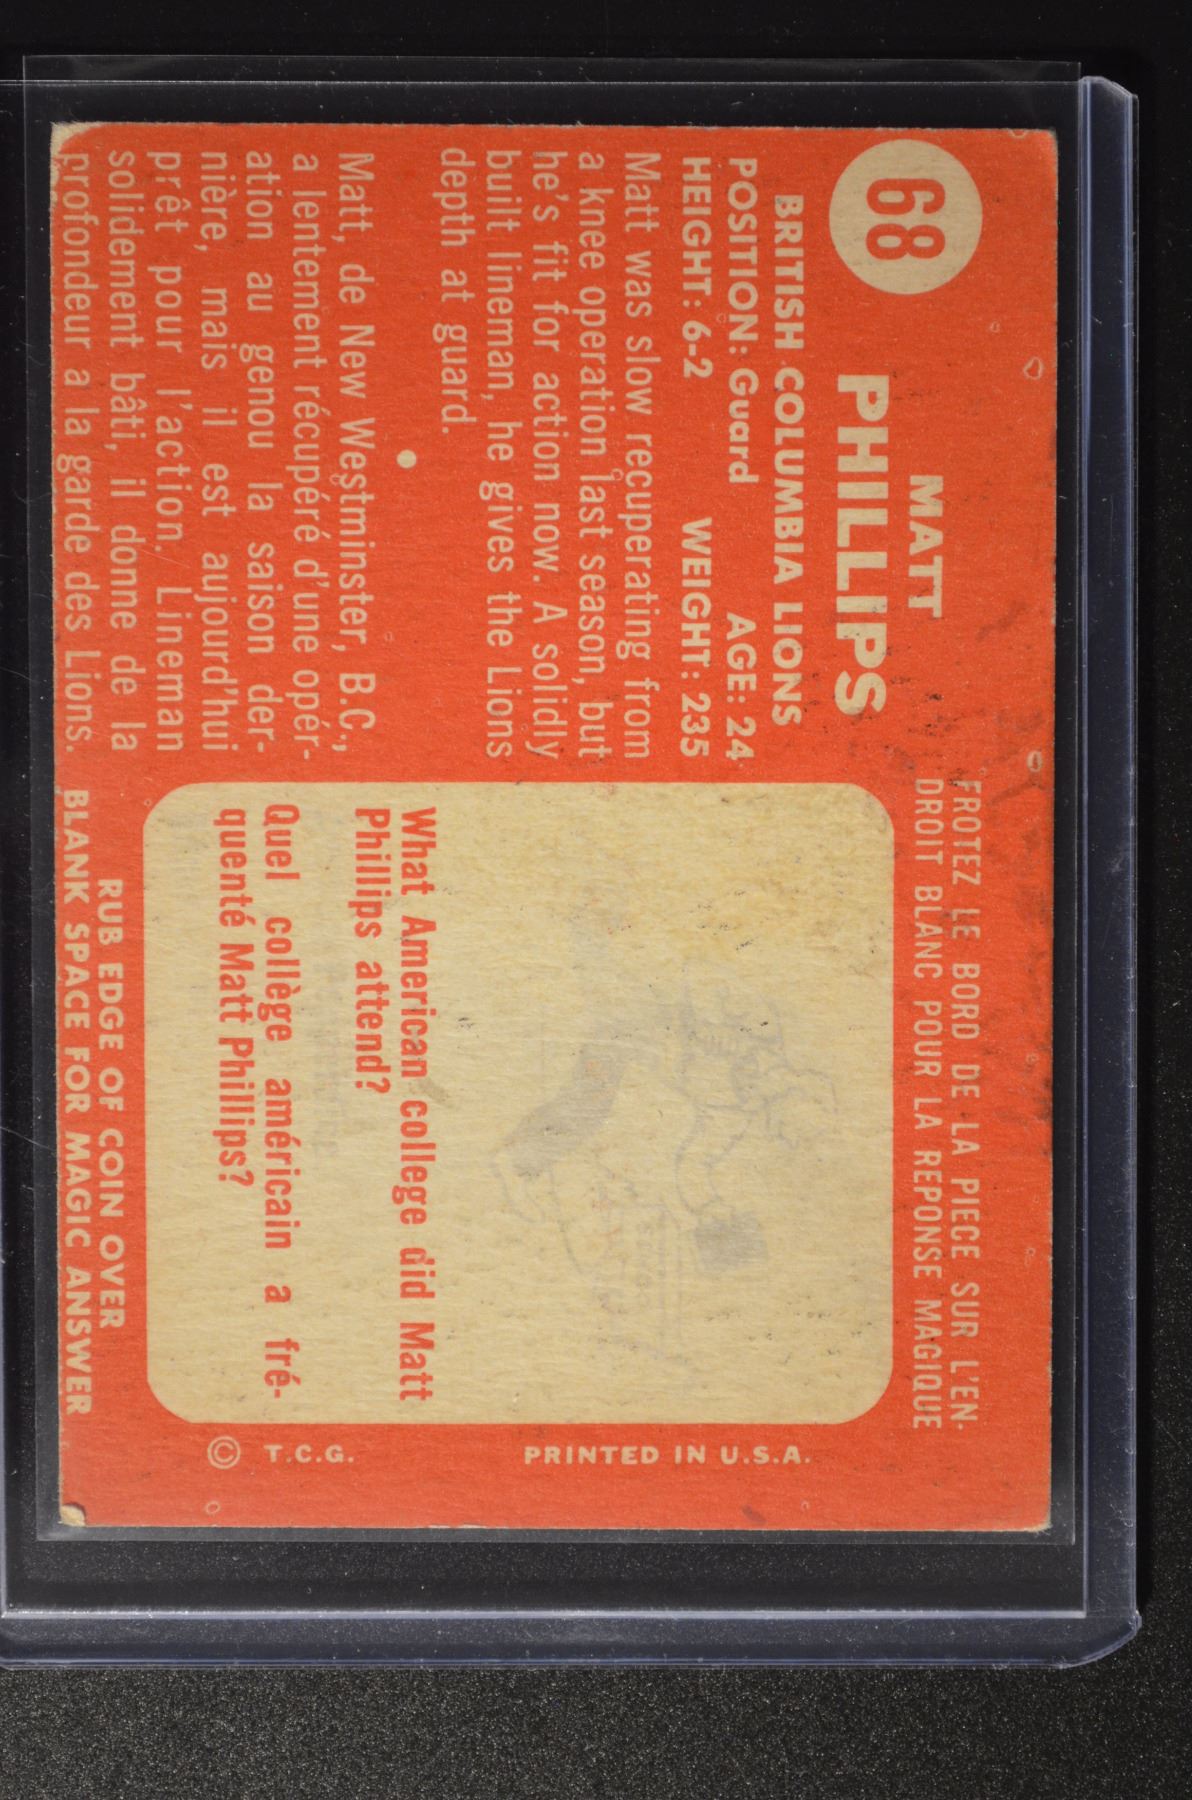 68
MATT
PHILLIPS
BRITISH COLUMBIA LIONS
POSITION: Guard AGE: 24
HEIGHT: 6-2 WEIGHT: 235
Matt was slow recuperating from
a knee operation last season, but
he's fit for action now. A solidly
built lineman, he gives the Lions
depth at guard.
Matt, de New Westminster, B.C.,
a lentement récupéré d'une opér-
ation au genou la saison der-
nière, mais il est aujourd'hui
prêt pour l'action. Lineman
solidement bâti, il donne de la
profondeur a la garde des Lions.
FROTEZ LE BORD DE LA PIECE SUR L'EN-
DROIT BLANC POUR LA REPONSE MAGIQUE
What American college did Matt
Phillips attend?
Quel collège américain a fré-
quenté Matt Phillips?
RUB EDGE OF COIN OVER
BLANK SPACE FOR MAGIC ANSWER
© T.C.G. PRINTED IN U.S.A.